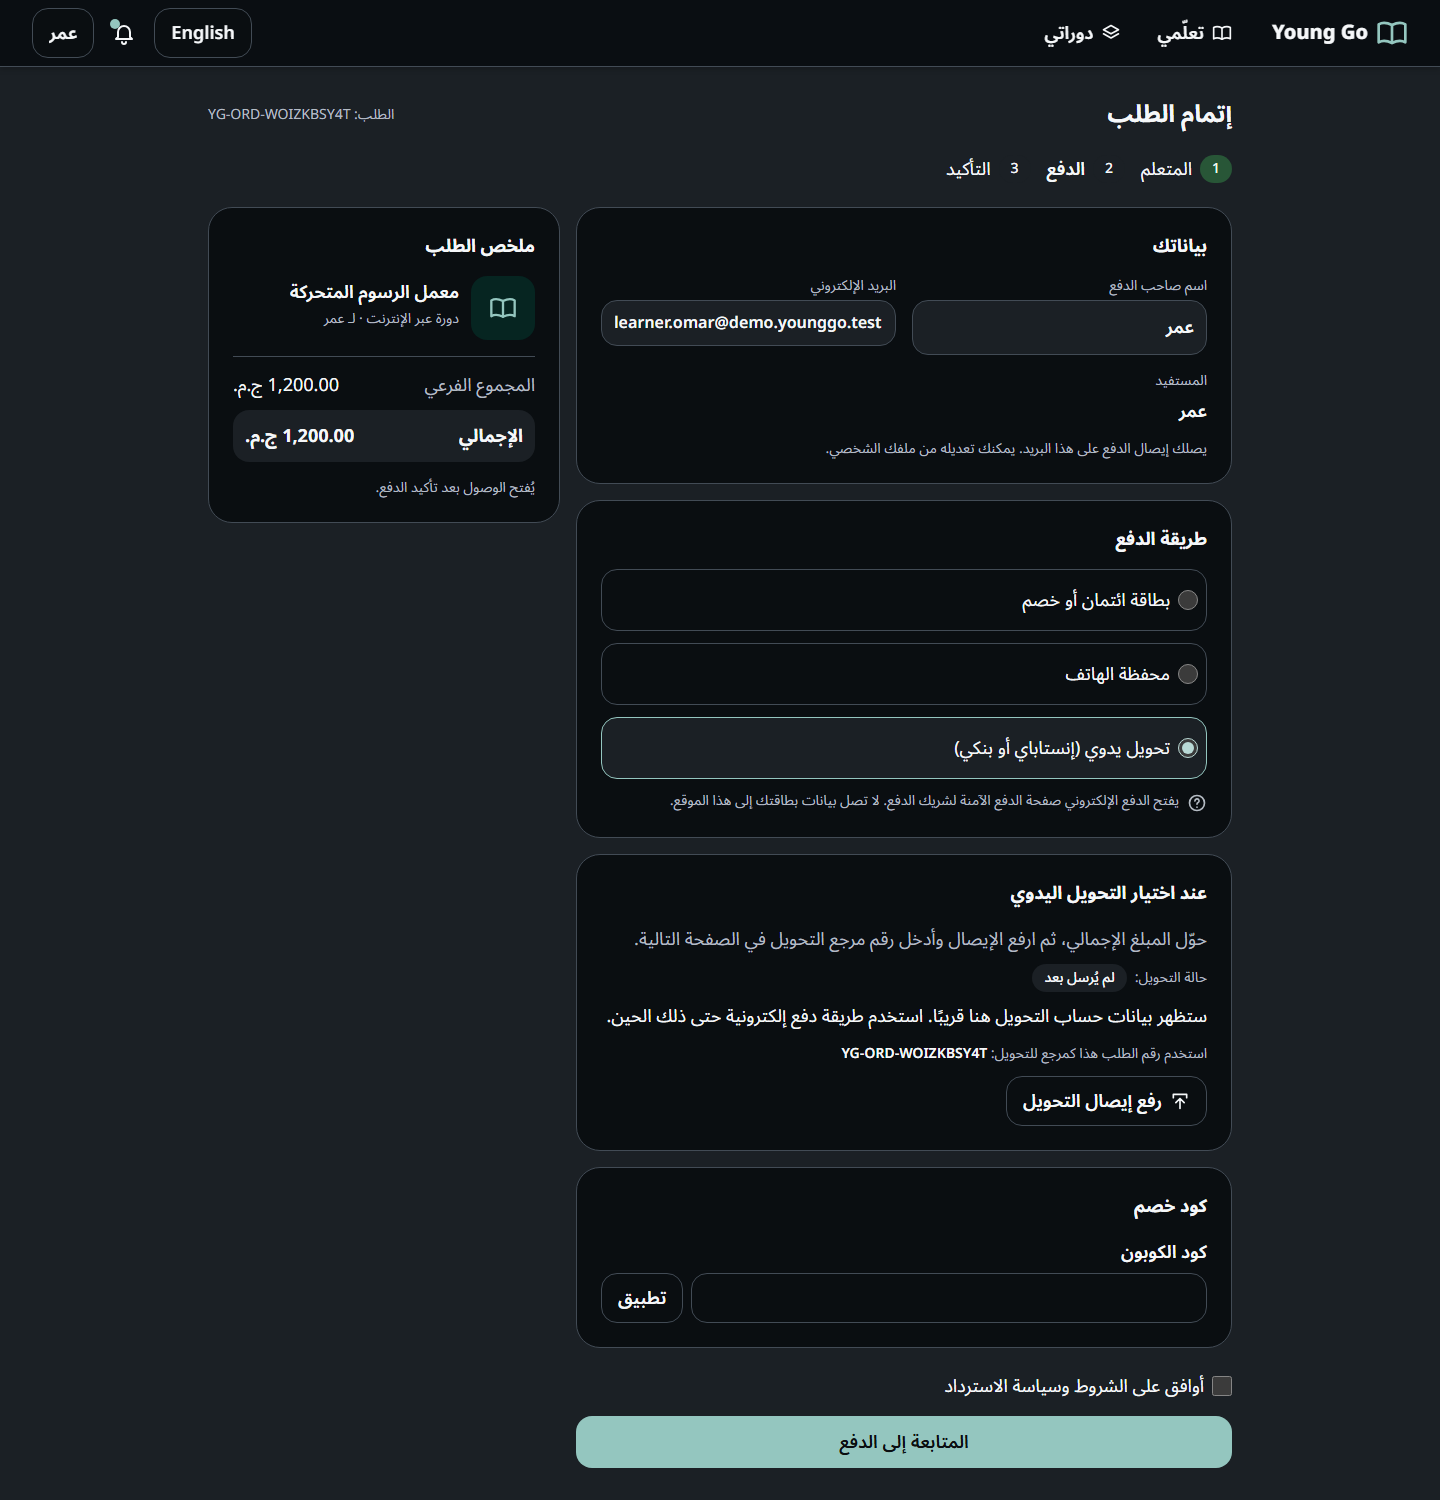 Young Go
تعلّمي
دوراتي
English
عمر
إتمام الطلب
الطلب: YG-ORD-WOIZKBSY4T
1 المتعلم 2 الدفع 3 التأكيد
بياناتك
اسم صاحب الدفع
عمر
البريد الإلكتروني
learner.omar@demo.younggo.test
المستفيد
عمر
يصلك إيصال الدفع على هذا البريد. يمكنك تعديله من ملفك الشخصي.
ملخص الطلب
معمل الرسوم المتحركة
دورة عبر الإنترنت · لـ عمر
المجموع الفرعي 1,200.00 ج.م.
الإجمالي 1,200.00 ج.م.
يُفتح الوصول بعد تأكيد الدفع.
طريقة الدفع
بطاقة ائتمان أو خصم
محفظة الهاتف
تحويل يدوي (إنستاباي أو بنكي)
يفتح الدفع الإلكتروني صفحة الدفع الآمنة لشريك الدفع. لا تصل بيانات بطاقتك إلى هذا الموقع.
عند اختيار التحويل اليدوي
حوّل المبلغ الإجمالي، ثم ارفع الإيصال وأدخل رقم مرجع التحويل في الصفحة التالية.
حالة التحويل: لم يُرسل بعد
ستظهر بيانات حساب التحويل هنا قريبًا. استخدم طريقة دفع إلكترونية حتى ذلك الحين.
استخدم رقم الطلب هذا كمرجع للتحويل: YG-ORD-WOIZKBSY4T
رفع إيصال التحويل
كود خصم
كود الكوبون
تطبيق
أوافق على الشروط وسياسة الاسترداد
المتابعة إلى الدفع